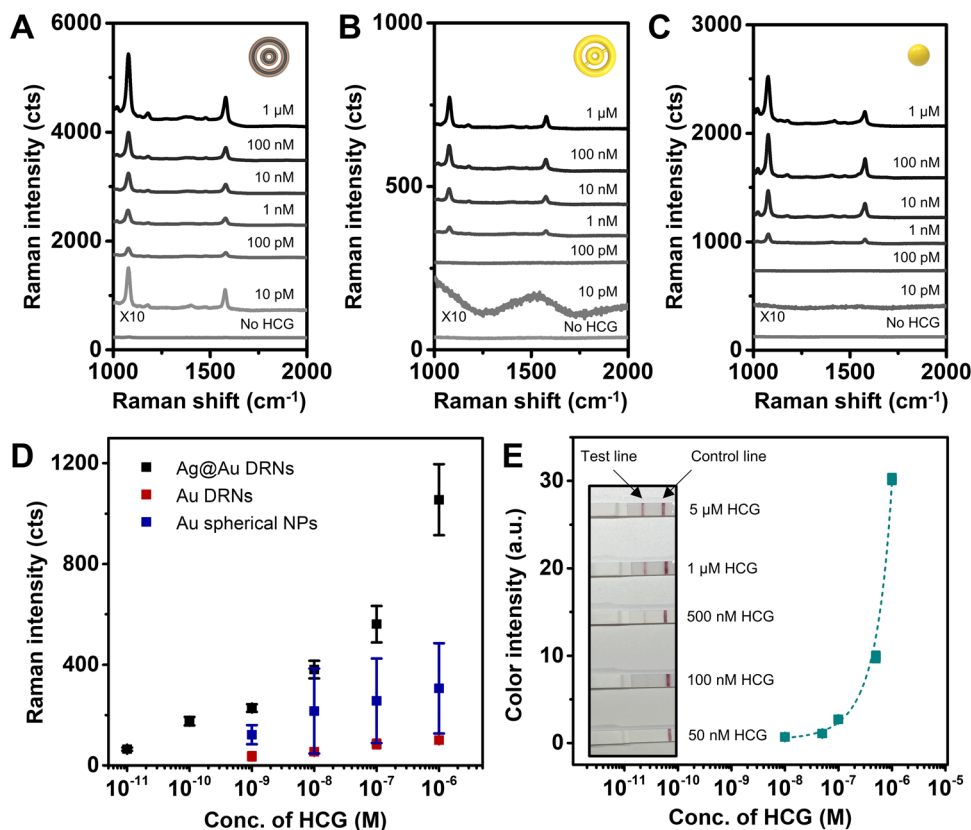 A
B
C
Raman intensity (cts)
6000
4000
2000
0
1 µM
100 nM
10 nM
1 nM
100 pM
10 pM
X10
No HCG
1000
1500
2000
Raman shift (cm⁻¹)
Raman intensity (cts)
1000
500
0
1 µM
100 nM
10 nM
1 nM
100 pM
10 pM
X10
No HCG
1000
1500
2000
Raman shift (cm⁻¹)
Raman intensity (cts)
3000
2000
1000
0
1 µM
100 nM
10 nM
1 nM
100 pM
10 pM
X10
No HCG
1000
1500
2000
Raman shift (cm⁻¹)
D
Raman intensity (cts)
1200
800
400
0
Ag@Au DRNs
Au DRNs
Au spherical NPs
10⁻¹¹
10⁻¹⁰
10⁻⁹
10⁻⁸
10⁻⁷
10⁻⁶
Conc. of HCG (M)
E
Color intensity (a.u.)
30
20
10
0
Test line
Control line
5 µM HCG
1 µM HCG
500 nM HCG
100 nM HCG
50 nM HCG
10⁻¹¹
10⁻¹⁰
10⁻⁹
10⁻⁸
10⁻⁷
10⁻⁶
10⁻⁵
Conc. of HCG (M)